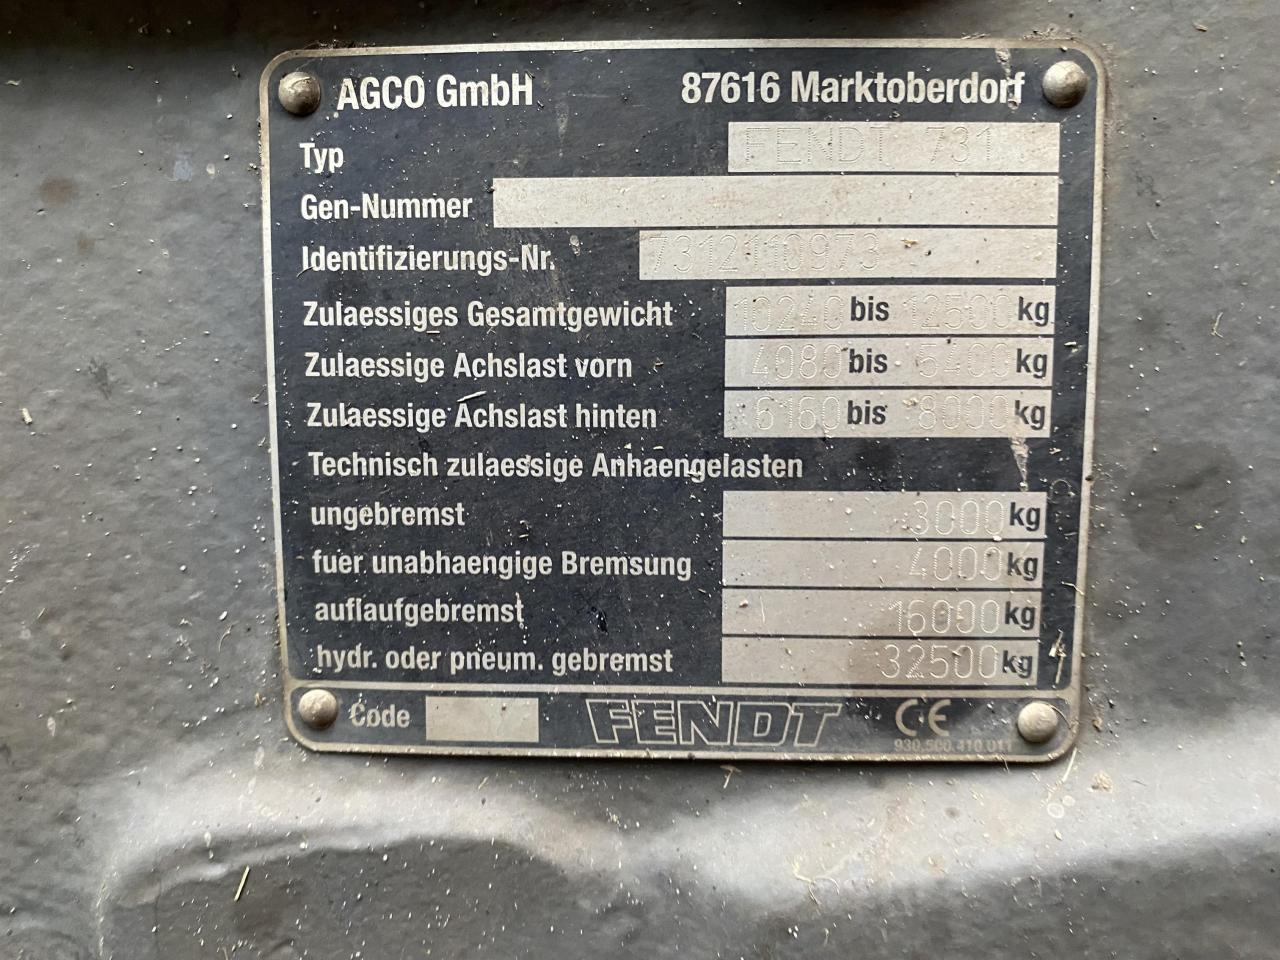 AGCO GmbH 87616 Marktoberdorf
Typ FENDT 731
Gen-Nummer
Identifizierungs-Nr. 7312110973
Zulaessiges Gesamtgewicht 10240 bis 12500 kg
Zulaessige Achslast vorn 4080 bis 5400 kg
Zulaessige Achslast hinten 6160 bis 8000 kg
Technisch zulaessige Anhaengelasten
ungebremst 3000 kg
fuer unabhaengige Bremsung 4000 kg
auflaufgebremst 16000 kg
hydr. oder pneum. gebremst 32500 kg
Code FENDT CE
930.500.410.011